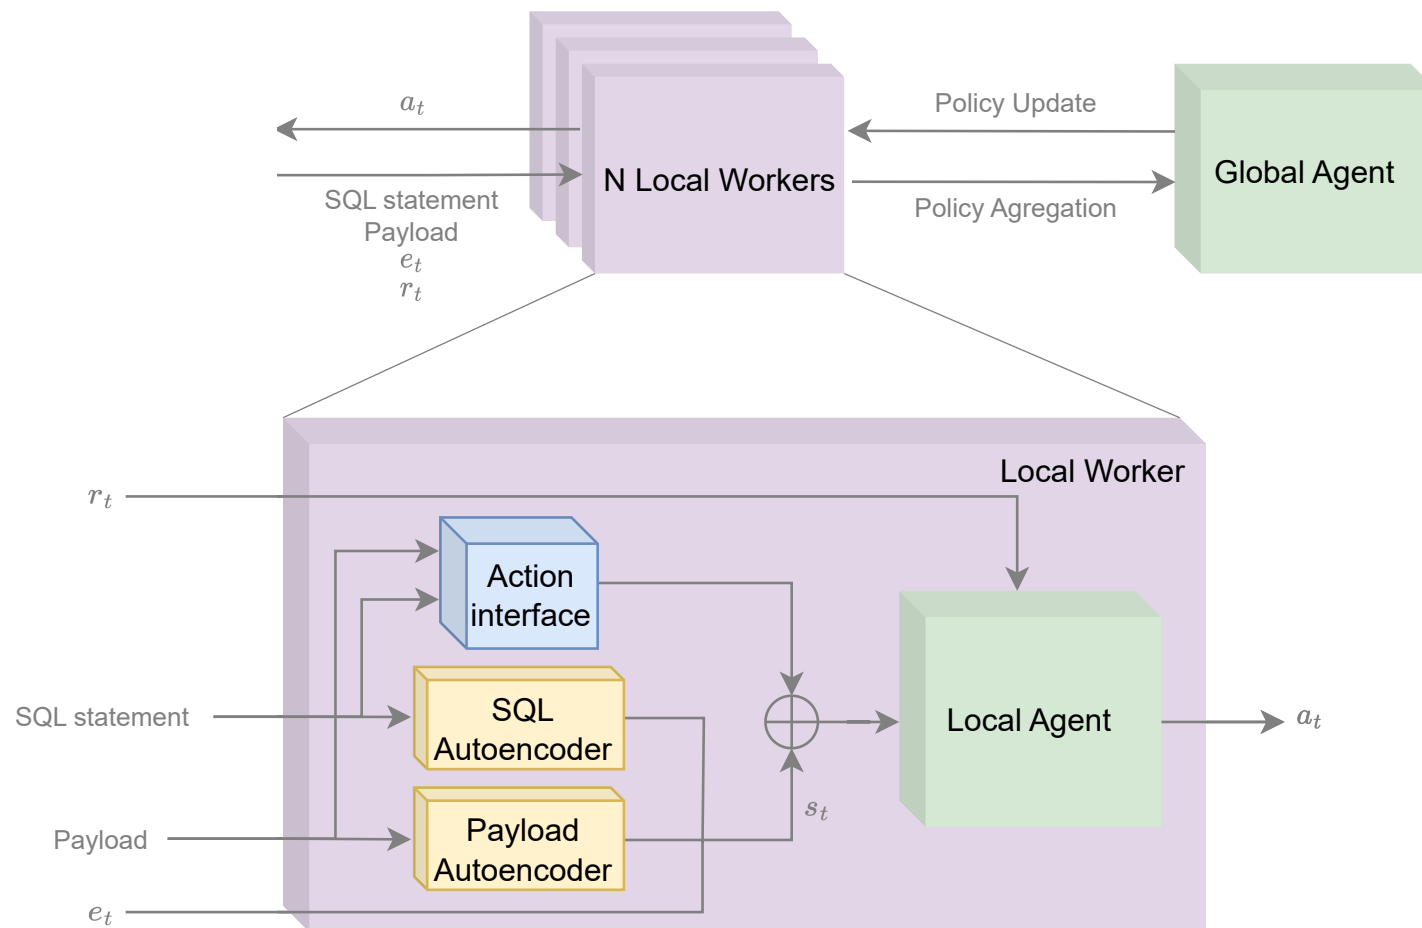 a_t
Policy Update
N Local Workers
Global Agent
SQL statement
Payload
e_t
r_t
Policy Agregation
Local Worker
r_t
Action
interface
SQL statement
SQL
Autoencoder
Local Agent
a_t
s_t
Payload
Payload
Autoencoder
e_t